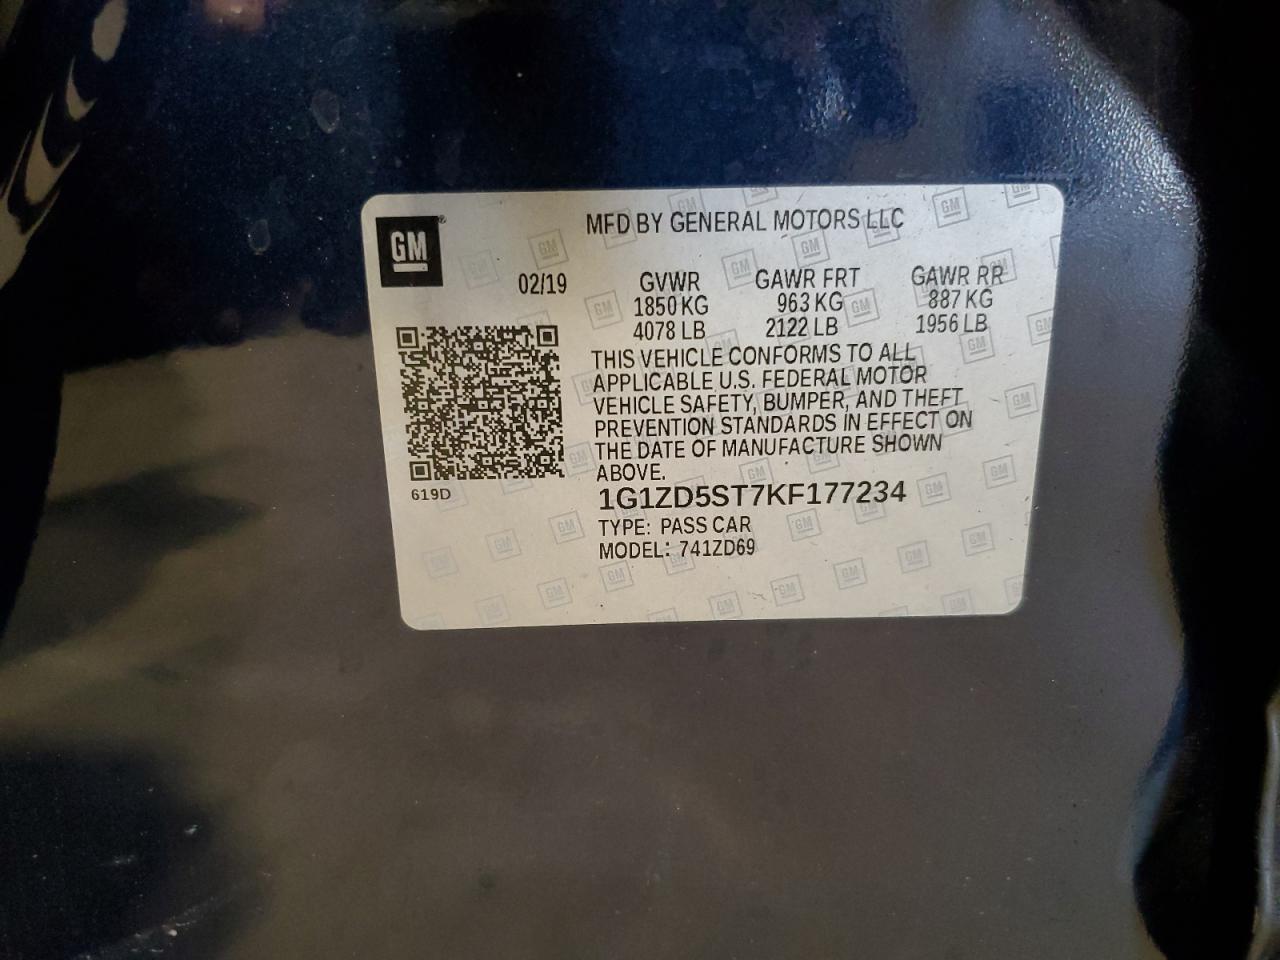 GM®
MFD BY GENERAL MOTORS LLC
02/19 GVWR GAWR FRT GAWR RR
1850 KG 963 KG 887 KG
4078 LB 2122 LB 1956 LB
THIS VEHICLE CONFORMS TO ALL
APPLICABLE U.S. FEDERAL MOTOR
VEHICLE SAFETY, BUMPER, AND THEFT
PREVENTION STANDARDS IN EFFECT ON
THE DATE OF MANUFACTURE SHOWN
ABOVE.
619D
1G1ZD5ST7KF177234
TYPE: PASS CAR
MODEL: 741ZD69